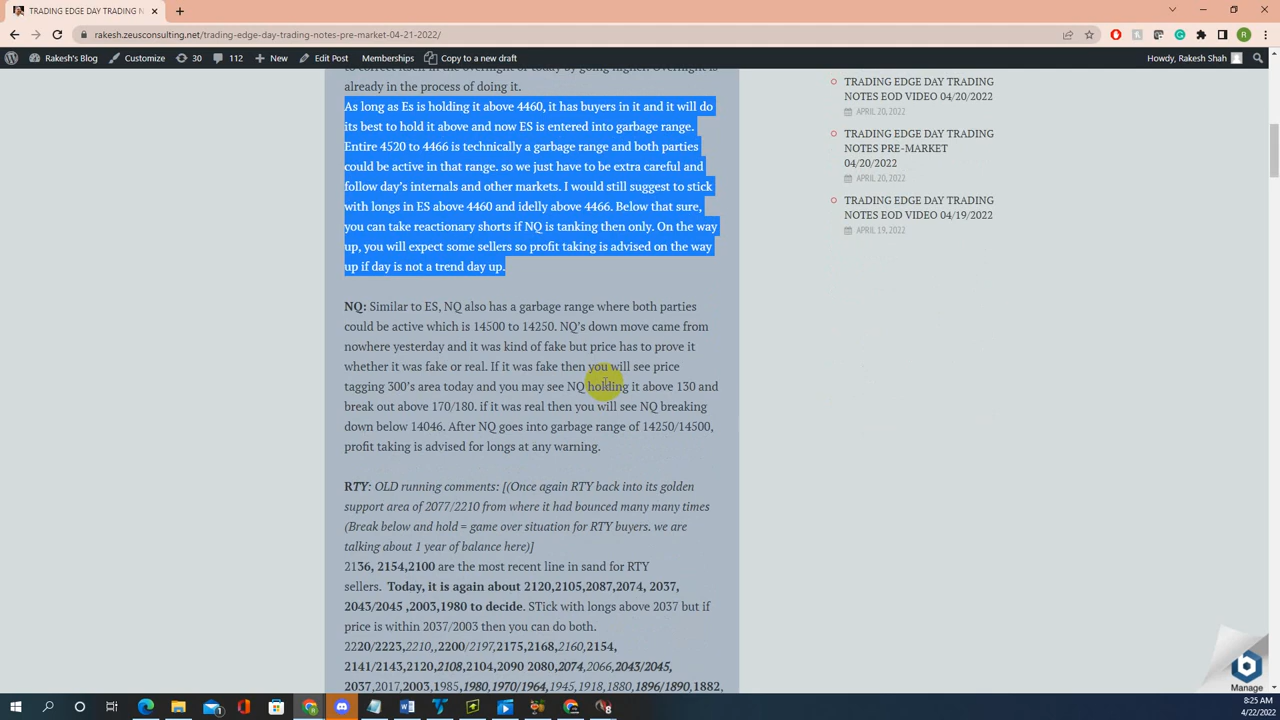 TRADING EDGE DAY TRADING N
rakesh.zeusconsulting.net/trading-edge-day-trading-notes-pre-market-04-21-2022/
Rakesh's Blog Customize 30 112 New Edit Post Memberships Copy to a new draft Howdy, Rakesh Shah
to correct itself in the overnight or today by going higher. Overnight is
already in the process of doing it.
As long as Es is holding it above 4460, it has buyers in it and it will do
its best to hold it above and now ES is entered into garbage range.
Entire 4520 to 4466 is technically a garbage range and both parties
could be active in that range. so we just have to be extra careful and
follow day's internals and other markets. I would still suggest to stick
with longs in ES above 4460 and idelly above 4466. Below that sure,
you can take reactionary shorts if NQ is tanking then only. On the way
up, you will expect some sellers so profit taking is advised on the way
up if day is not a trend day up.
NQ: Similar to ES, NQ also has a garbage range where both parties
could be active which is 14500 to 14250. NQ's down move came from
nowhere yesterday and it was kind of fake but price has to prove it
whether it was fake or real. If it was fake then you will see price
tagging 300's area today and you may see NQ holding it above 130 and
break out above 170/180. if it was real then you will see NQ breaking
down below 14046. After NQ goes into garbage range of 14250/14500,
profit taking is advised for longs at any warning.
RTY: OLD running comments: [(Once again RTY back into its golden
support area of 2077/2210 from where it had bounced many many times
(Break below and hold = game over situation for RTY buyers. we are
talking about 1 year of balance here)]
2136, 2154,2100 are the most recent line in sand for RTY
sellers. Today, it is again about 2120,2105,2087,2074, 2037,
2043/2045 ,2003,1980 to decide. STick with longs above 2037 but if
price is within 2037/2003 then you can do both.
2220/2223,2210,,2200/2197,2175,2168,2160,2154,
2141/2143,2120,2108,2104,2090 2080,2074,2066,2043/2045,
2037,2017,2003,1985,1980,1970/1964,1945,1918,1880,1896/1890,1882,
TRADING EDGE DAY TRADING
NOTES EOD VIDEO 04/21/2022
APRIL 20, 2022
TRADING EDGE DAY TRADING
NOTES PRE-MARKET
04/20/2022
APRIL 20, 2022
TRADING EDGE DAY TRADING
NOTES EOD VIDEO 04/19/2022
APRIL 19, 2022
Manage
8:25 AM
4/22/2022